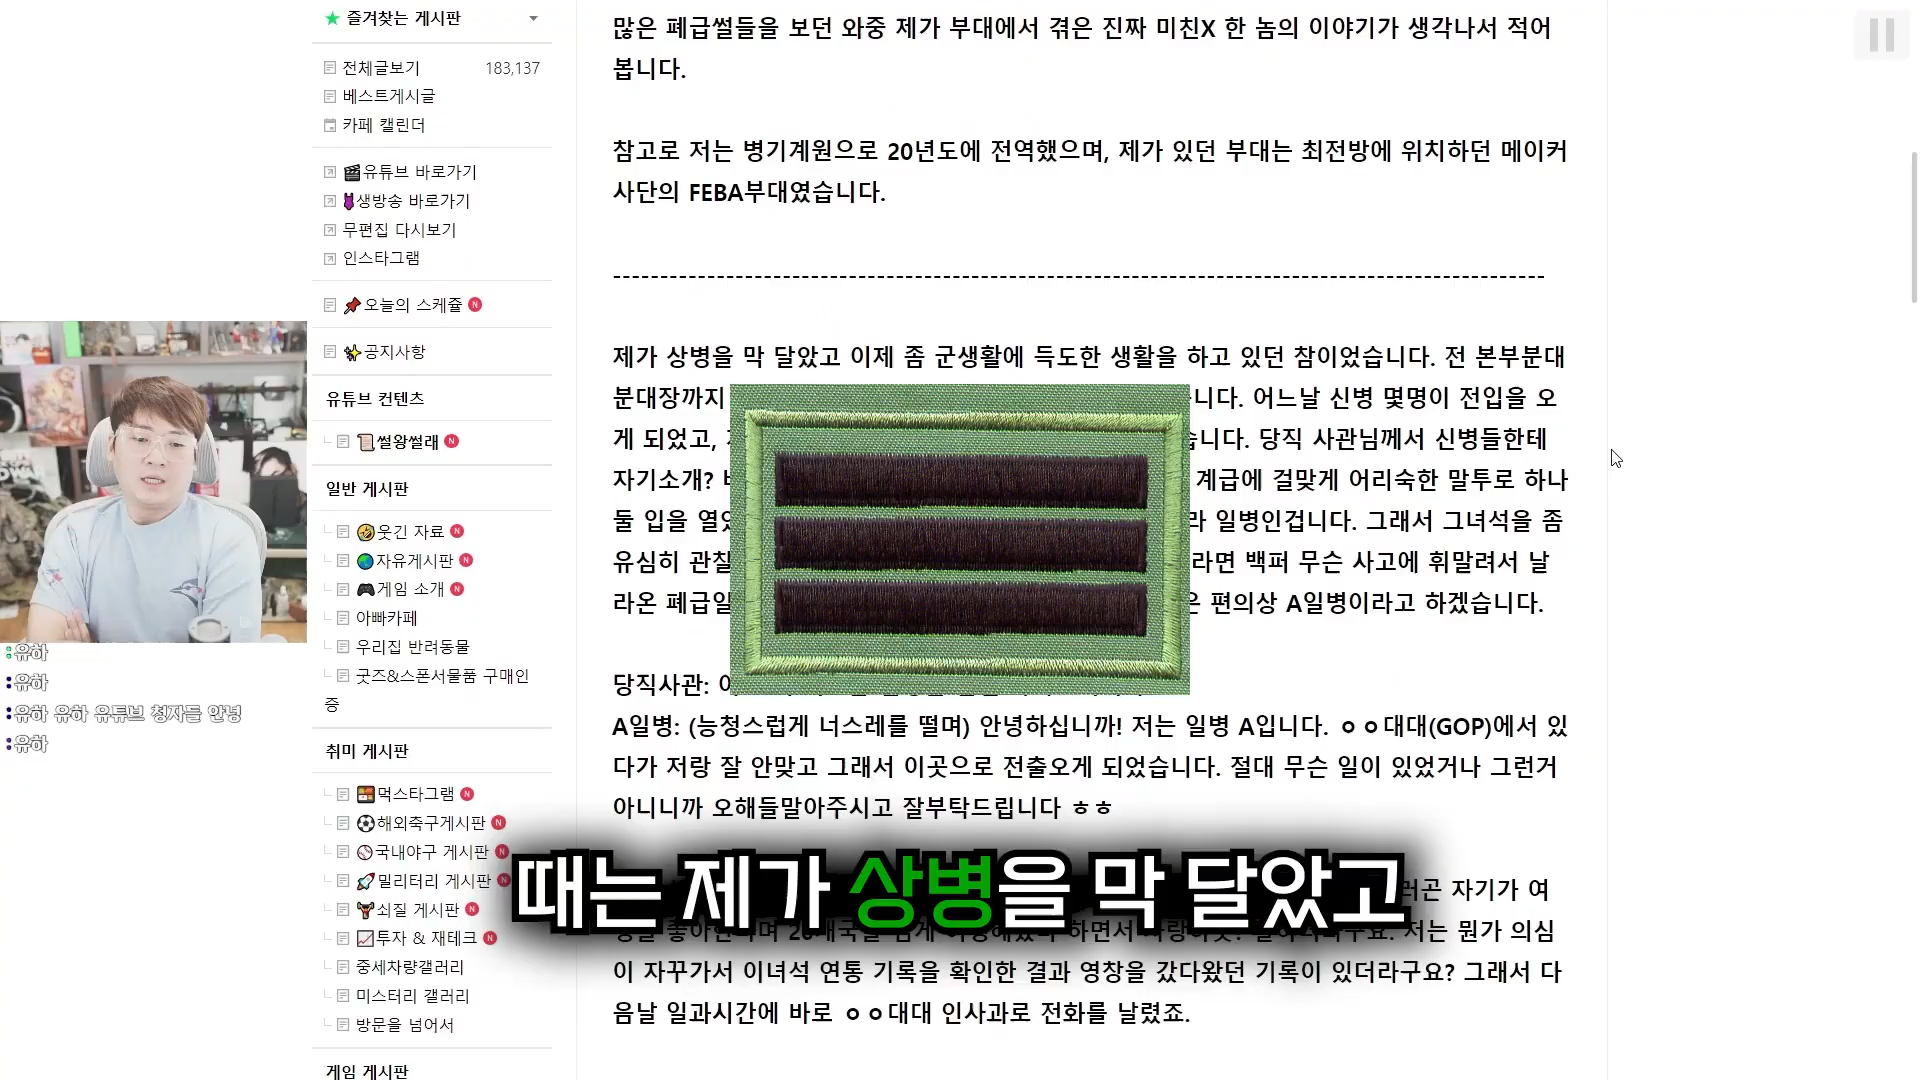 즐겨찾는 게시판
전체글보기 183,137
베스트게시글
카페 캘린더
유튜브 바로가기
생방송 바로가기
무편집 다시보기
인스타그램
오늘의 스케쥴 N
공지사항
유튜브 컨텐츠
썰왕썰래 N
일반 게시판
웃긴 자료 N
자유게시판 N
게임 소개 N
아빠카페
우리집 반려동물
굿즈&스폰서물품 구매인
증
취미 게시판
먹스타그램 N
해외축구게시판 N
국내야구 게시판 N
밀리터리 게시판 N
쇠질 게시판 N
투자 & 재테크 N
중세차량갤러리
미스터리 갤러리
방문을 넘어서
게임 게시판
많은 폐급썰들을 보던 와중 제가 부대에서 겪은 진짜 미친X 한 놈의 이야기가 생각나서 적어
봅니다.
참고로 저는 병기계원으로 20년도에 전역했으며, 제가 있던 부대는 최전방에 위치하던 메이커
사단의 FEBA부대였습니다.
제가 상병을 막 달았고 이제 좀 군생활에 득도한 생활을 하고 있던 참이었습니다. 전 본부분대
분대장까지 니다. 어느날 신병 몇명이 전입을 오
게 되었고, 습니다. 당직 사관님께서 신병들한테
자기소개? 계급에 걸맞게 어리숙한 말투로 하나
둘 입을 열었 라 일병인겁니다. 그래서 그녀석을 좀
유심히 관찰 라면 백퍼 무슨 사고에 휘말려서 날
라온 폐급일 은 편의상 A일병이라고 하겠습니다.
당직사관:
A일병: (능청스럽게 너스레를 떨며) 안녕하십니까! 저는 일병 A입니다. ㅇㅇ대대(GOP)에서 있
다가 저랑 잘 안맞고 그래서 이곳으로 전출오게 되었습니다. 절대 무슨 일이 있었거나 그런거
아니니까 오해들말아주시고 잘부탁드립니다 ㅎㅎ
러곤 자기가 여
저는 뭔가 의심
이 자꾸가서 이녀석 연통 기록을 확인한 결과 영창을 갔다왔던 기록이 있더라구요? 그래서 다
음날 일과시간에 바로 ㅇㅇ대대 인사과로 전화를 날렸죠.
때는 제가 상병을 막 달았고
:유하
:유하
:유하 유하 유튜브 청자들 안녕
:유하